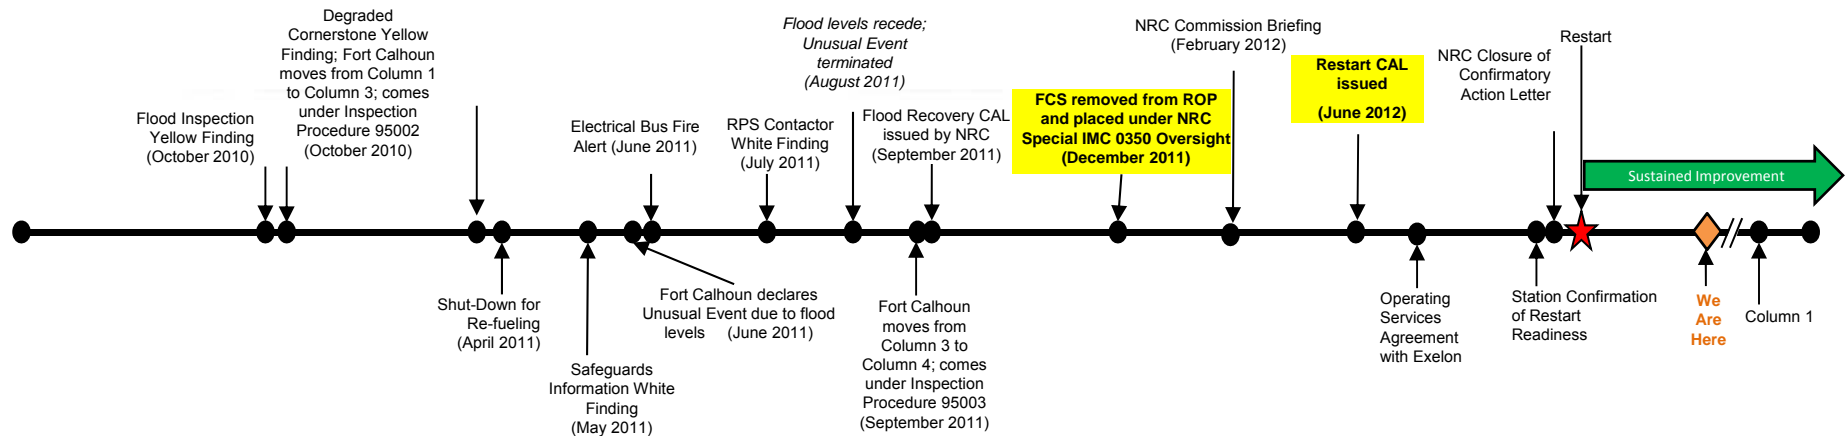 Flood Inspection
Yellow Finding
(October 2010)
Degraded
Cornerstone Yellow
Finding; Fort Calhoun
moves from Column 1
to Column 3; comes
under Inspection
Procedure 95002
(October 2010)
Electrical Bus Fire
Alert (June 2011)
RPS Contactor
White Finding
(July 2011)
Flood levels recede;
Unusual Event
terminated
(August 2011)
Flood Recovery CAL
issued by NRC
(September 2011)
FCS removed from ROP
and placed under NRC
Special IMC 0350 Oversight
(December 2011)
NRC Commission Briefing
(February 2012)
Restart CAL
issued
(June 2012)
NRC Closure of
Confirmatory
Action Letter
Restart
Sustained Improvement
Shut-Down for
Re-fueling
(April 2011)
Safeguards
Information White
Finding
(May 2011)
Fort Calhoun declares
Unusual Event due to flood
levels (June 2011)
Fort Calhoun
moves from
Column 3 to
Column 4; comes
under Inspection
Procedure 95003
(September 2011)
Operating
Services
Agreement
with Exelon
Station Confirmation
of Restart
Readiness
We
Are
Here
Column 1